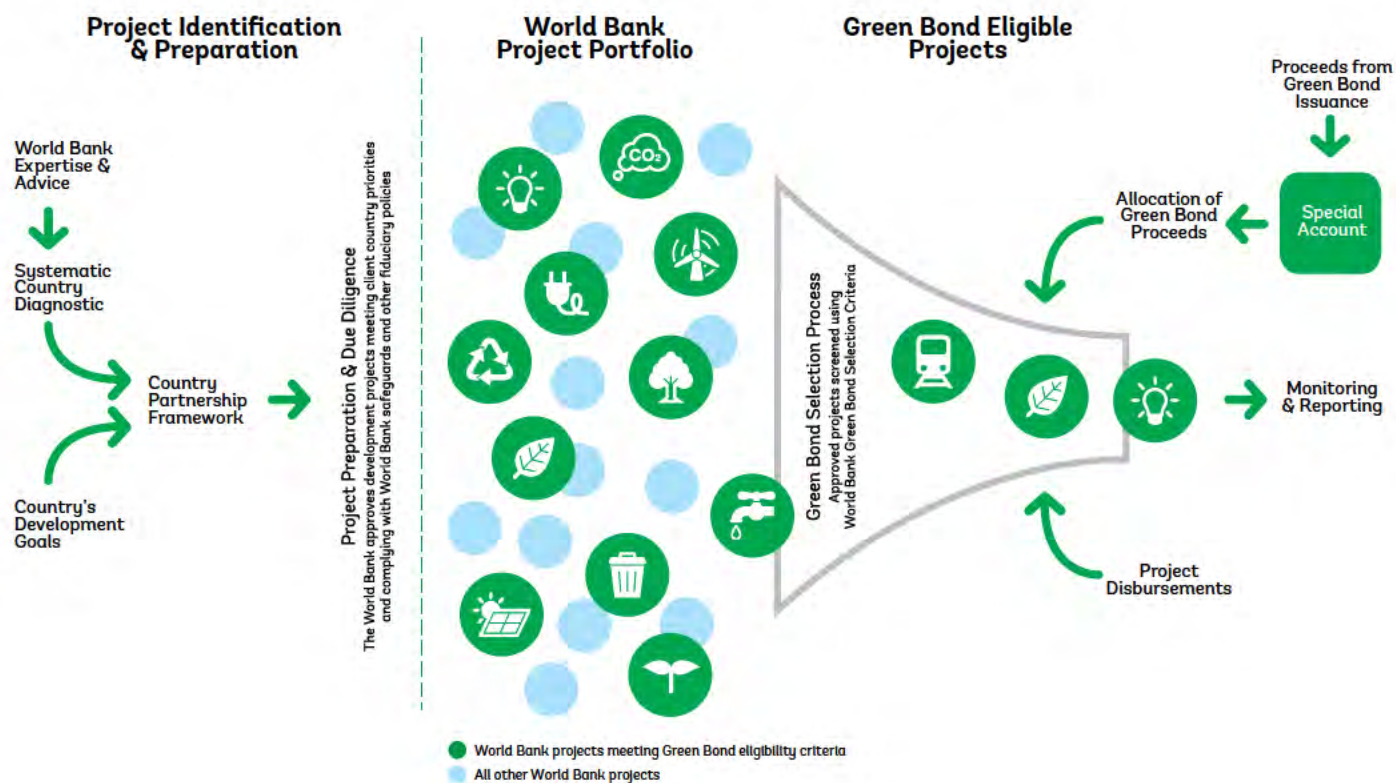 Project Identification
& Preparation
World Bank
Expertise &
Advice
Systematic
Country
Diagnostic
Country
Partnership
Framework
Country's
Development
Goals
Project Preparation & Due Diligence
The World Bank approves development projects meeting client country priorities
and complying with World Bank safeguards and other fiduciary policies
World Bank
Project Portfolio
CO₂
Green Bond Eligible
Projects
Green Bond Selection Process
Approved projects screened using
World Bank Green Bond Selection Criteria
Proceeds from
Green Bond
Issuance
Special
Account
Allocation of
Green Bond
Proceeds
Monitoring
& Reporting
Project
Disbursements
World Bank projects meeting Green Bond eligibility criteria
All other World Bank projects